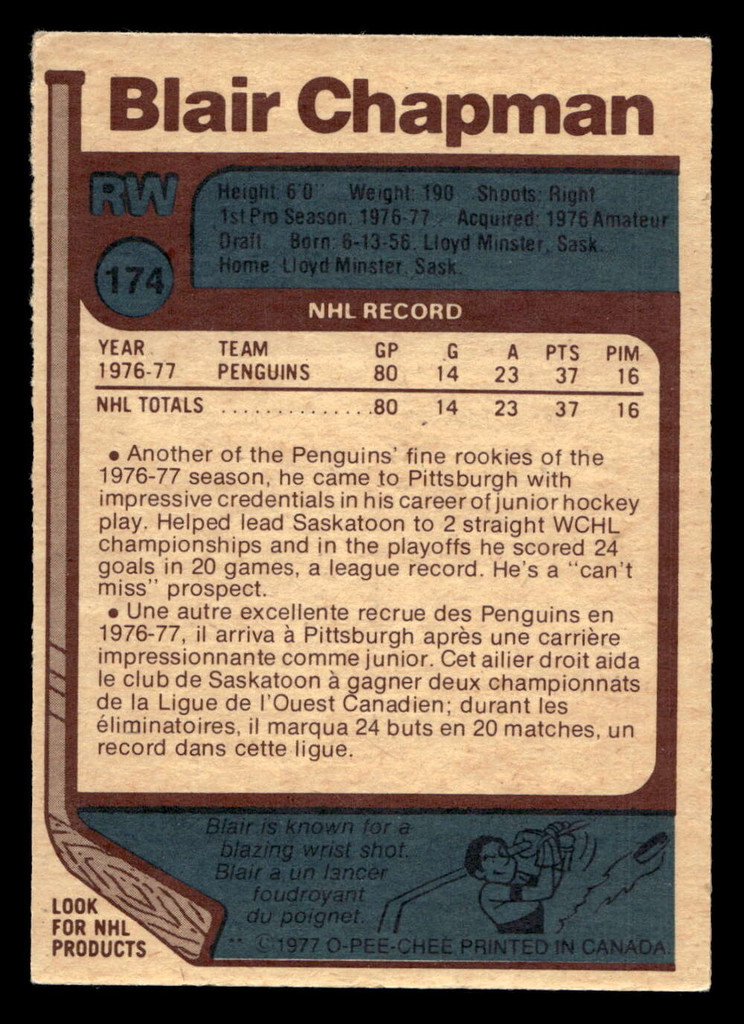 Blair Chapman
RW
Height: 6'0" Weight: 190 Shoots: Right
1st Pro Season: 1976-77 Acquired: 1976 Amateur
Draft Born: 6-13-56, Lloyd Minster, Sask.
Home: Lloyd Minster, Sask.
174
NHL RECORD
YEAR TEAM GP G A PTS PIM
1976-77 PENGUINS 80 14 23 37 16
NHL TOTALS ..............80 14 23 37 16
• Another of the Penguins' fine rookies of the
1976-77 season, he came to Pittsburgh with
impressive credentials in his career of junior hockey
play. Helped lead Saskatoon to 2 straight WCHL
championships and in the playoffs he scored 24
goals in 20 games, a league record. He's a "can't
miss" prospect.
• Une autre excellente recrue des Penguins en
1976-77, il arriva à Pittsburgh après une carrière
impressionnante comme junior. Cet ailier droit aida
le club de Saskatoon à gagner deux championnats
de la Ligue de l'Ouest Canadien; durant les
éliminatoires, il marqua 24 buts en 20 matches, un
record dans cette ligue.
Blair is known for a
blazing wrist shot.
Blair a un lancer
foudroyant
du poignet.
LOOK
FOR NHL
PRODUCTS
** ©1977 O-PEE-CHEE PRINTED IN CANADA.